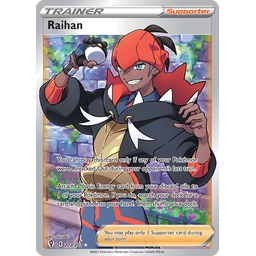 TRAINER Supporter
Raihan
You can play this card only if any of your Pokémon
were Knocked Out during your opponent's last turn.
Attach a basic Energy card from your discard pile to
1 of your Pokémon. If you do, search your deck for a
card and put it into your hand. Then, shuffle your deck.
You may play only 1 Supporter card during
your turn.